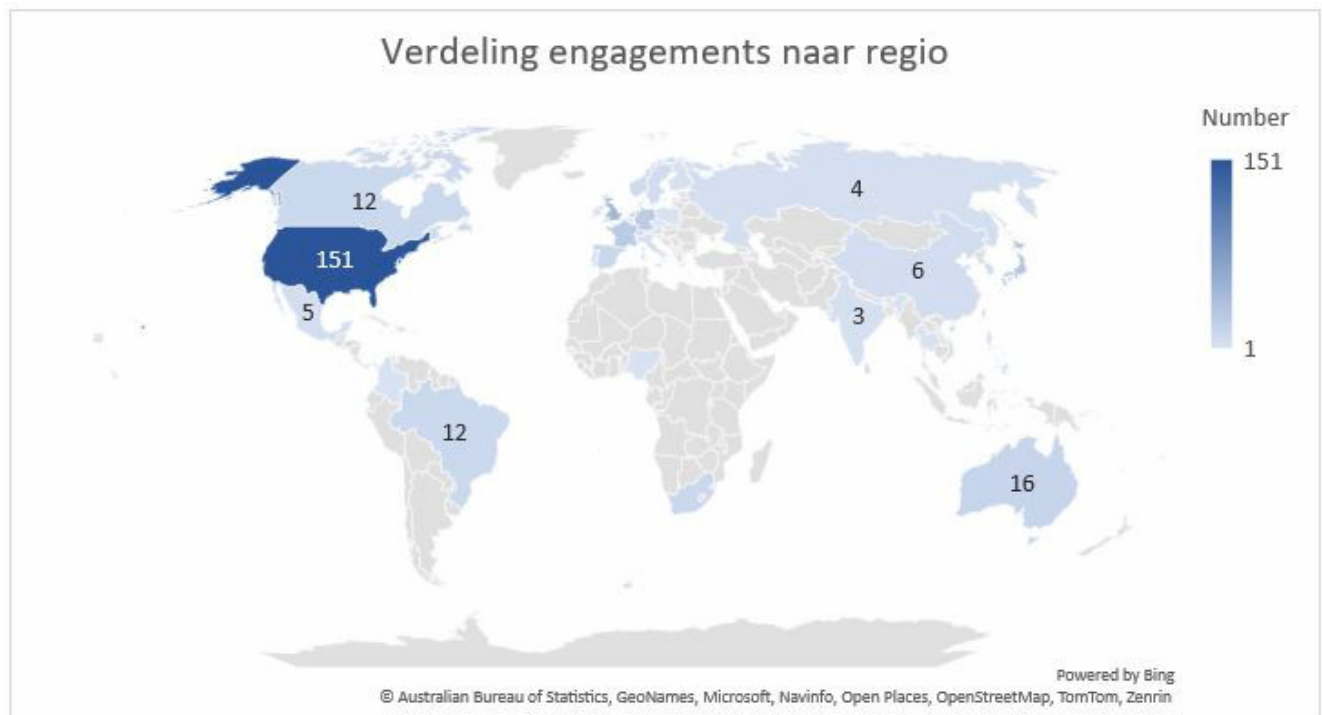 Verdeling engagements naar regio
Number
151
1
12
151
5
12
4
6
3
16
Powered by Bing
© Australian Bureau of Statistics, GeoNames, Microsoft, Navinfo, Open Places, OpenStreetMap, TomTom, Zenrin